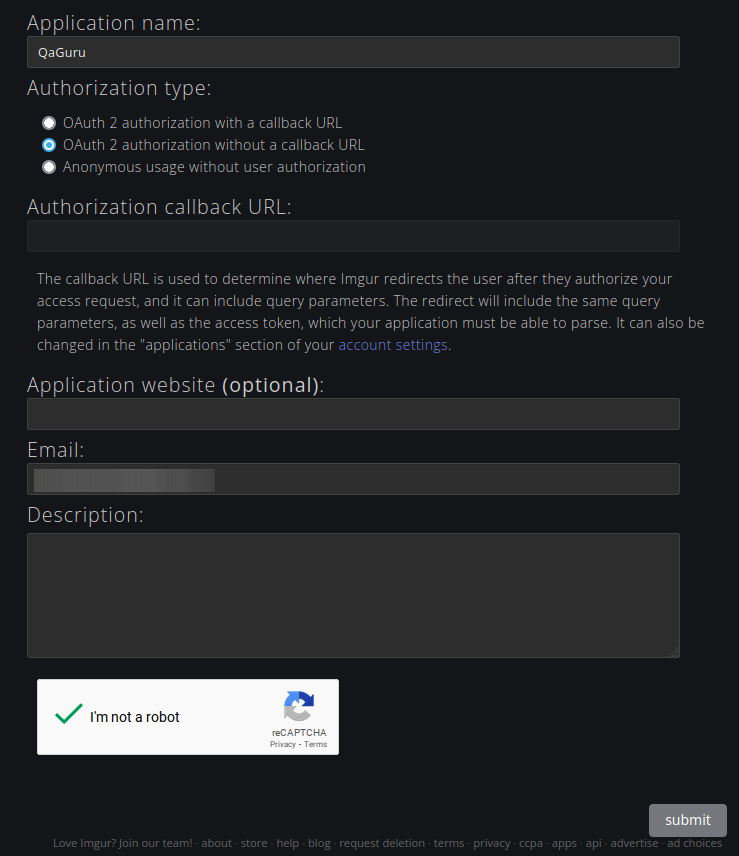 Application name:
QaGuru
Authorization type:
OAuth 2 authorization with a callback URL
OAuth 2 authorization without a callback URL
Anonymous usage without user authorization
Authorization callback URL:
The callback URL is used to determine where Imgur redirects the user after they authorize your
access request, and it can include query parameters. The redirect will include the same query
parameters, as well as the access token, which your application must be able to parse. It can also be
changed in the "applications" section of your account settings.
Application website (optional):
Email:
Description:
I'm not a robot
reCAPTCHA
Privacy - Terms
submit
Love Imgur? Join our team! · about · store · help · blog · request deletion · terms · privacy · ccpa · apps · api · advertise · ad choices